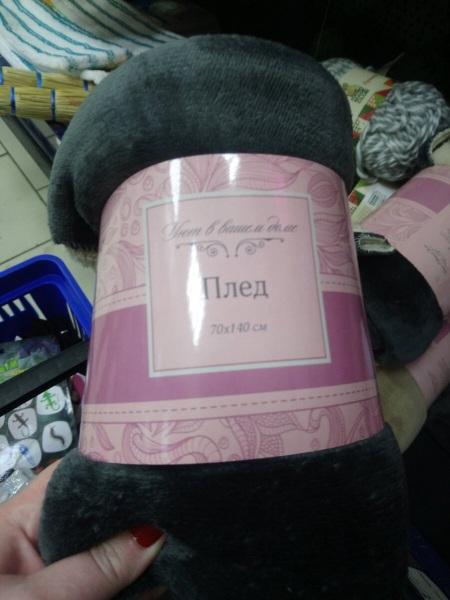 Уют в вашем доме
Плед
70x140 см